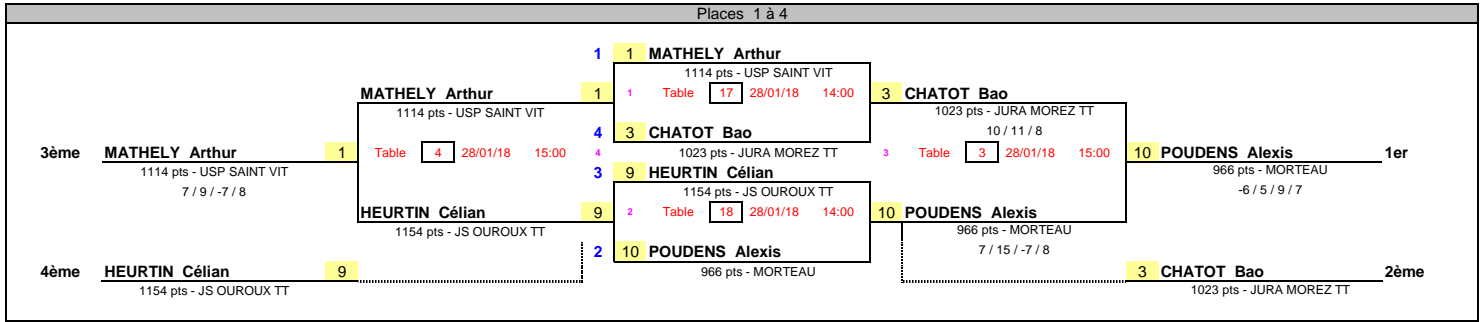 Places 1 à 4
1 1 MATHELY Arthur
1114 pts - USP SAINT VIT
MATHELY Arthur 1 1 Table 17 28/01/18 14:00 3 CHATOT Bao
1114 pts - USP SAINT VIT 1023 pts - JURA MOREZ TT
4 3 CHATOT Bao 10 / 11 / 8
3ème MATHELY Arthur 1 Table 4 28/01/18 15:00 4 1023 pts - JURA MOREZ TT 3 Table 3 28/01/18 15:00 10 POUDENS Alexis 1er
1114 pts - USP SAINT VIT 3 9 HEURTIN Célian 966 pts - MORTEAU
7 / 9 / -7 / 8 1154 pts - JS OUROUX TT -6 / 5 / 9 / 7
HEURTIN Célian 9 2 Table 18 28/01/18 14:00 10 POUDENS Alexis
1154 pts - JS OUROUX TT 966 pts - MORTEAU
2 10 POUDENS Alexis 7 / 15 / -7 / 8
4ème HEURTIN Célian 9 966 pts - MORTEAU 3 CHATOT Bao 2ème
1154 pts - JS OUROUX TT 1023 pts - JURA MOREZ TT